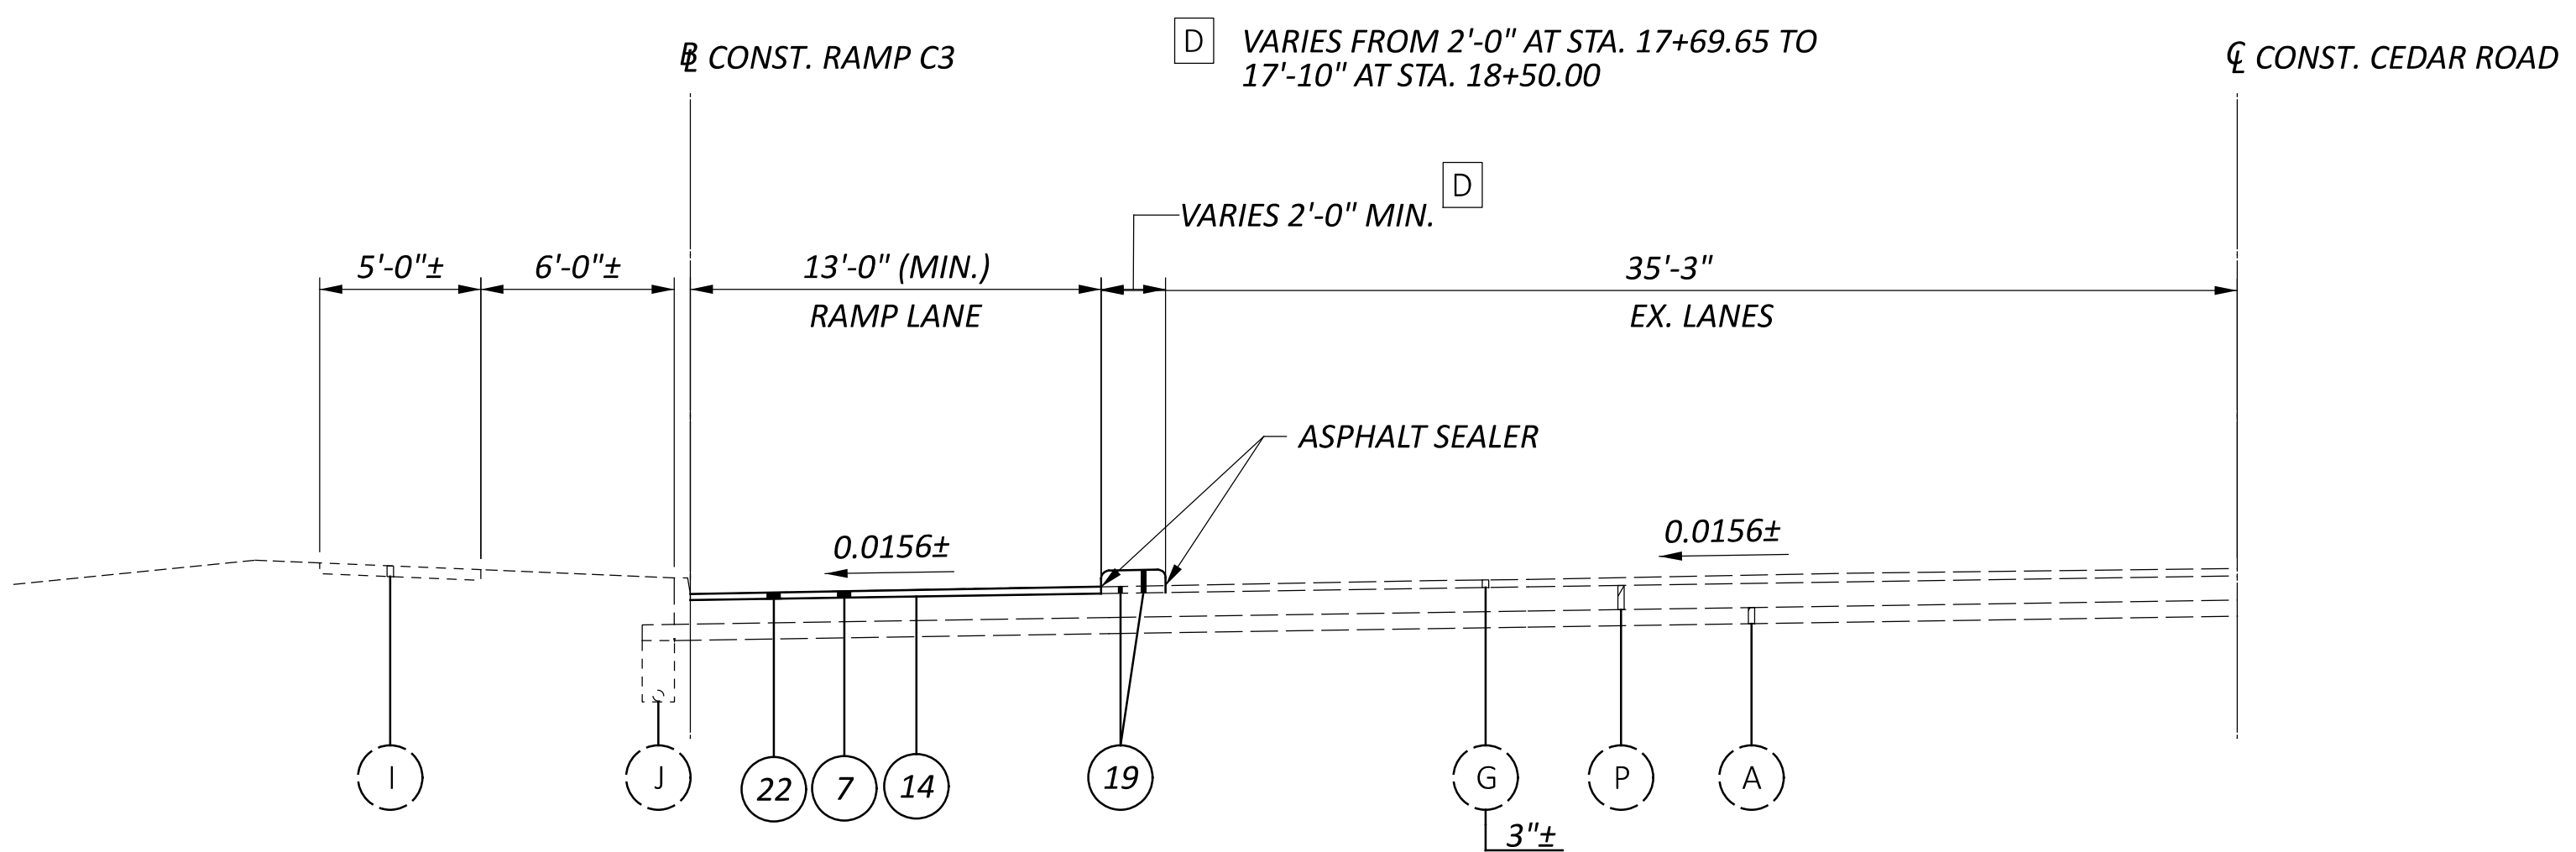 D VARIES FROM 2'-0" AT STA. 17+69.65 TO
17'-10" AT STA. 18+50.00
BL CONST. RAMP C3
CL CONST. CEDAR ROAD
D
VARIES 2'-0" MIN.
5'-0"±
6'-0"±
13'-0" (MIN.)
35'-3"
RAMP LANE
EX. LANES
ASPHALT SEALER
0.0156±
0.0156±
I
J
22
7
14
19
G
P
A
3"±